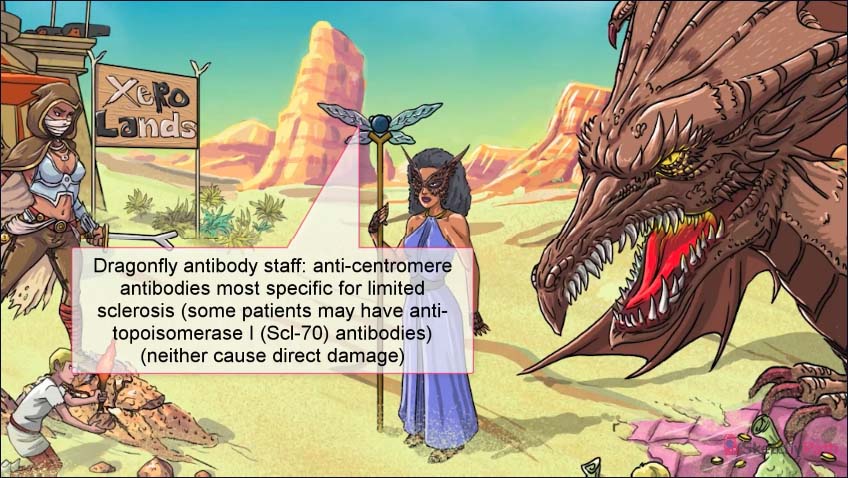 XeRO
Lands
Dragonfly antibody staff: anti-centromere
antibodies most specific for limited
sclerosis (some patients may have anti-
topoisomerase I (Scl-70) antibodies)
(neither cause direct damage)